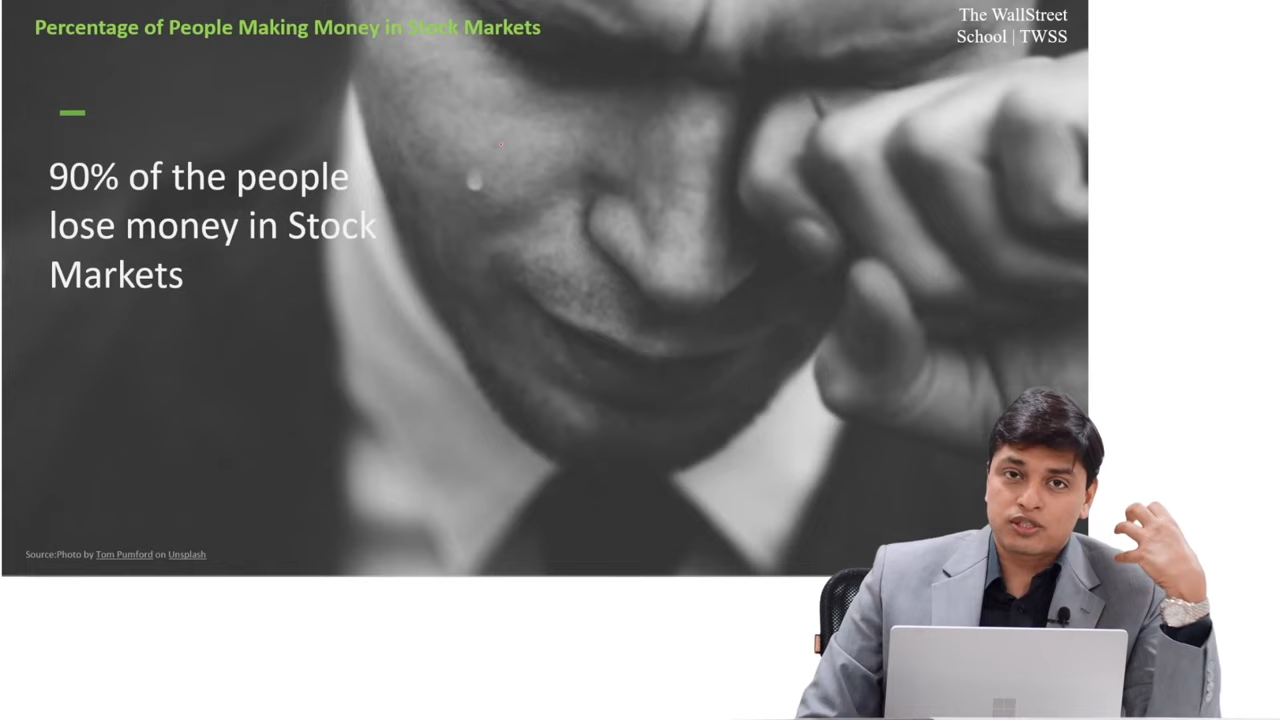 Percentage of People Making Money in Stock Markets
The WallStreet
School | TWSS
90% of the people
lose money in Stock
Markets
Source:Photo by Tom Pumford on Unsplash